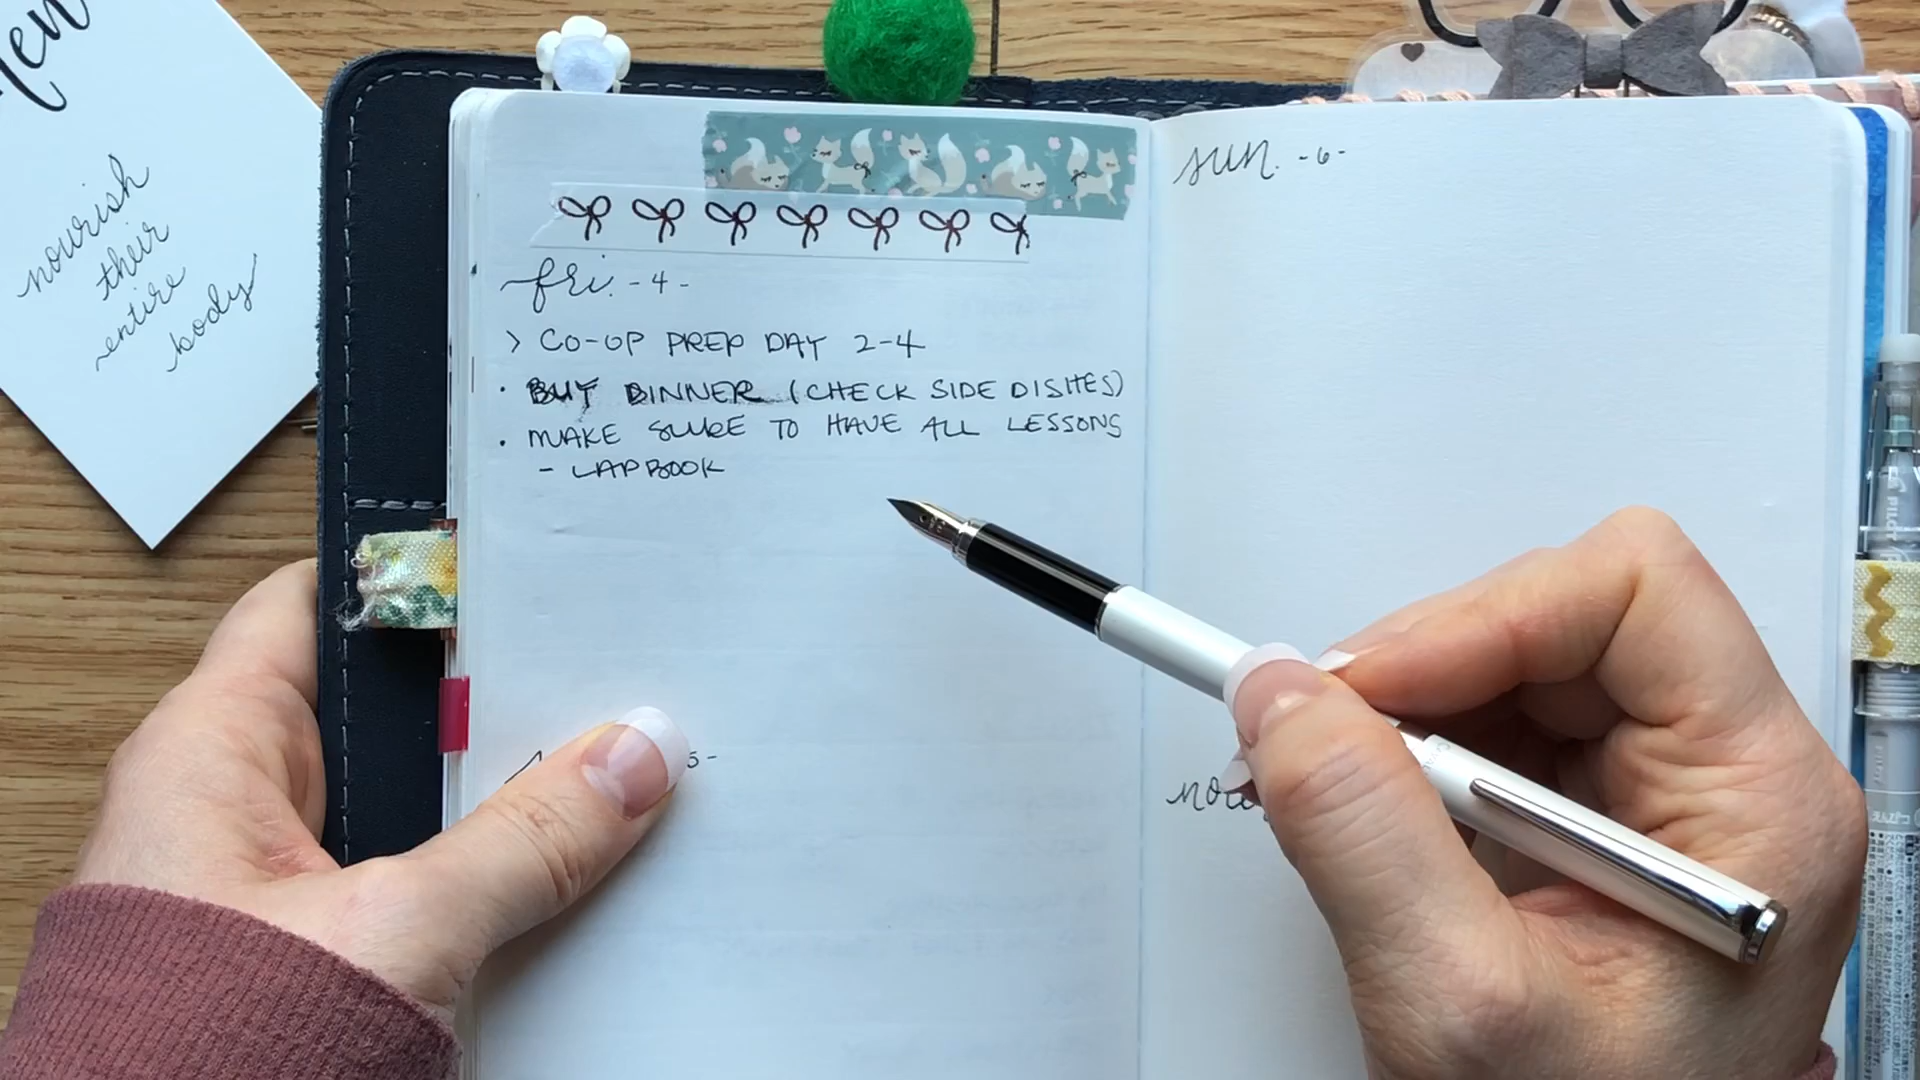 nourish
their
entire
body
fri. -4-
> CO-OP PREP DAY 2-4
· BUY DINNER (CHECK SIDE DISHES)
· MAKE SURE TO HAVE ALL LESSONS
- LAPBOOK
5-
sun. -6-
PILOT